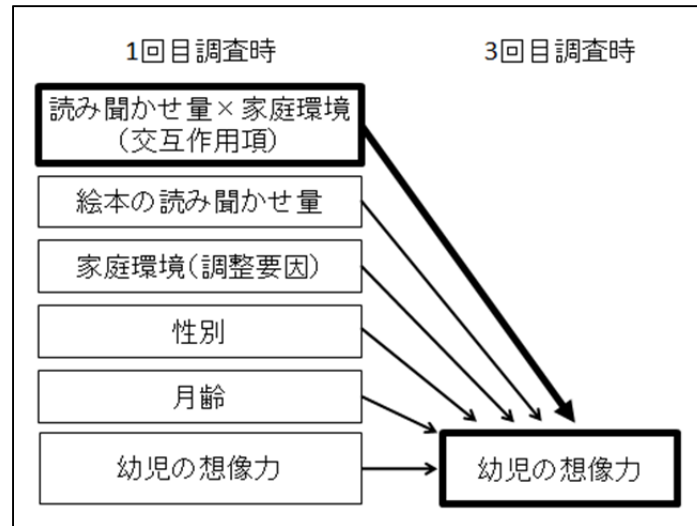 1回目調査時
3回目調査時
読み聞かせ量×家庭環境
(交互作用項)
絵本の読み聞かせ量
家庭環境(調整要因)
性別
月齢
幼児の想像力
幼児の想像力